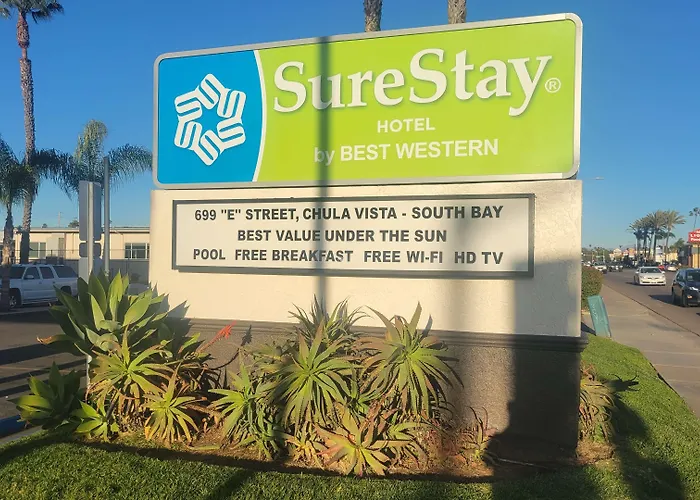 SureStay®
HOTEL
by BEST WESTERN
699 "E" STREET, CHULA VISTA - SOUTH BAY
BEST VALUE UNDER THE SUN
POOL FREE BREAKFAST FREE WI-FI HD TV